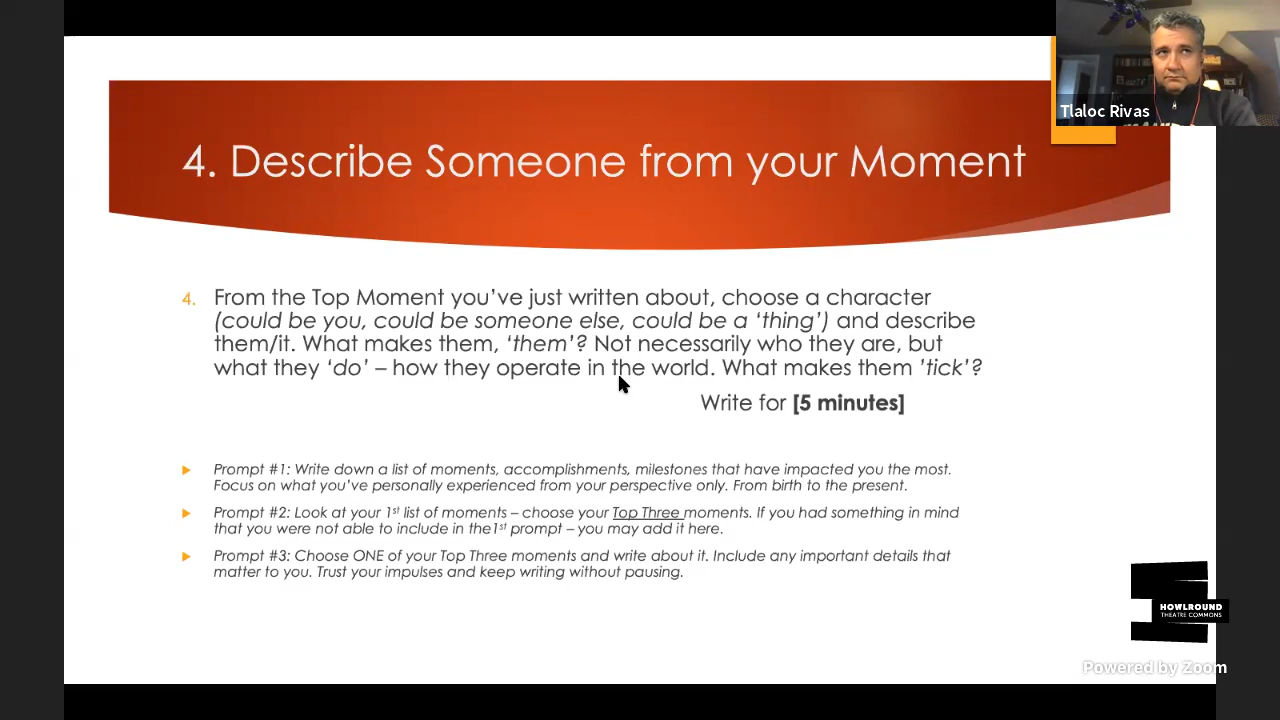 Tlaloc Rivas
4. Describe Someone from your Moment
4. From the Top Moment you’ve just written about, choose a character
(could be you, could be someone else, could be a ‘thing’) and describe
them/it. What makes them, ‘them’? Not necessarily who they are, but
what they ‘do’ – how they operate in the world. What makes them ’tick’?
Write for [5 minutes]
Prompt #1: Write down a list of moments, accomplishments, milestones that have impacted you the most.
Focus on what you’ve personally experienced from your perspective only. From birth to the present.
Prompt #2: Look at your 1st list of moments – choose your Top Three moments. If you had something in mind
that you were not able to include in the1st prompt – you may add it here.
Prompt #3: Choose ONE of your Top Three moments and write about it. Include any important details that
matter to you. Trust your impulses and keep writing without pausing.
HOWLROUND
THEATRE COMMONS
Powered by Zoom